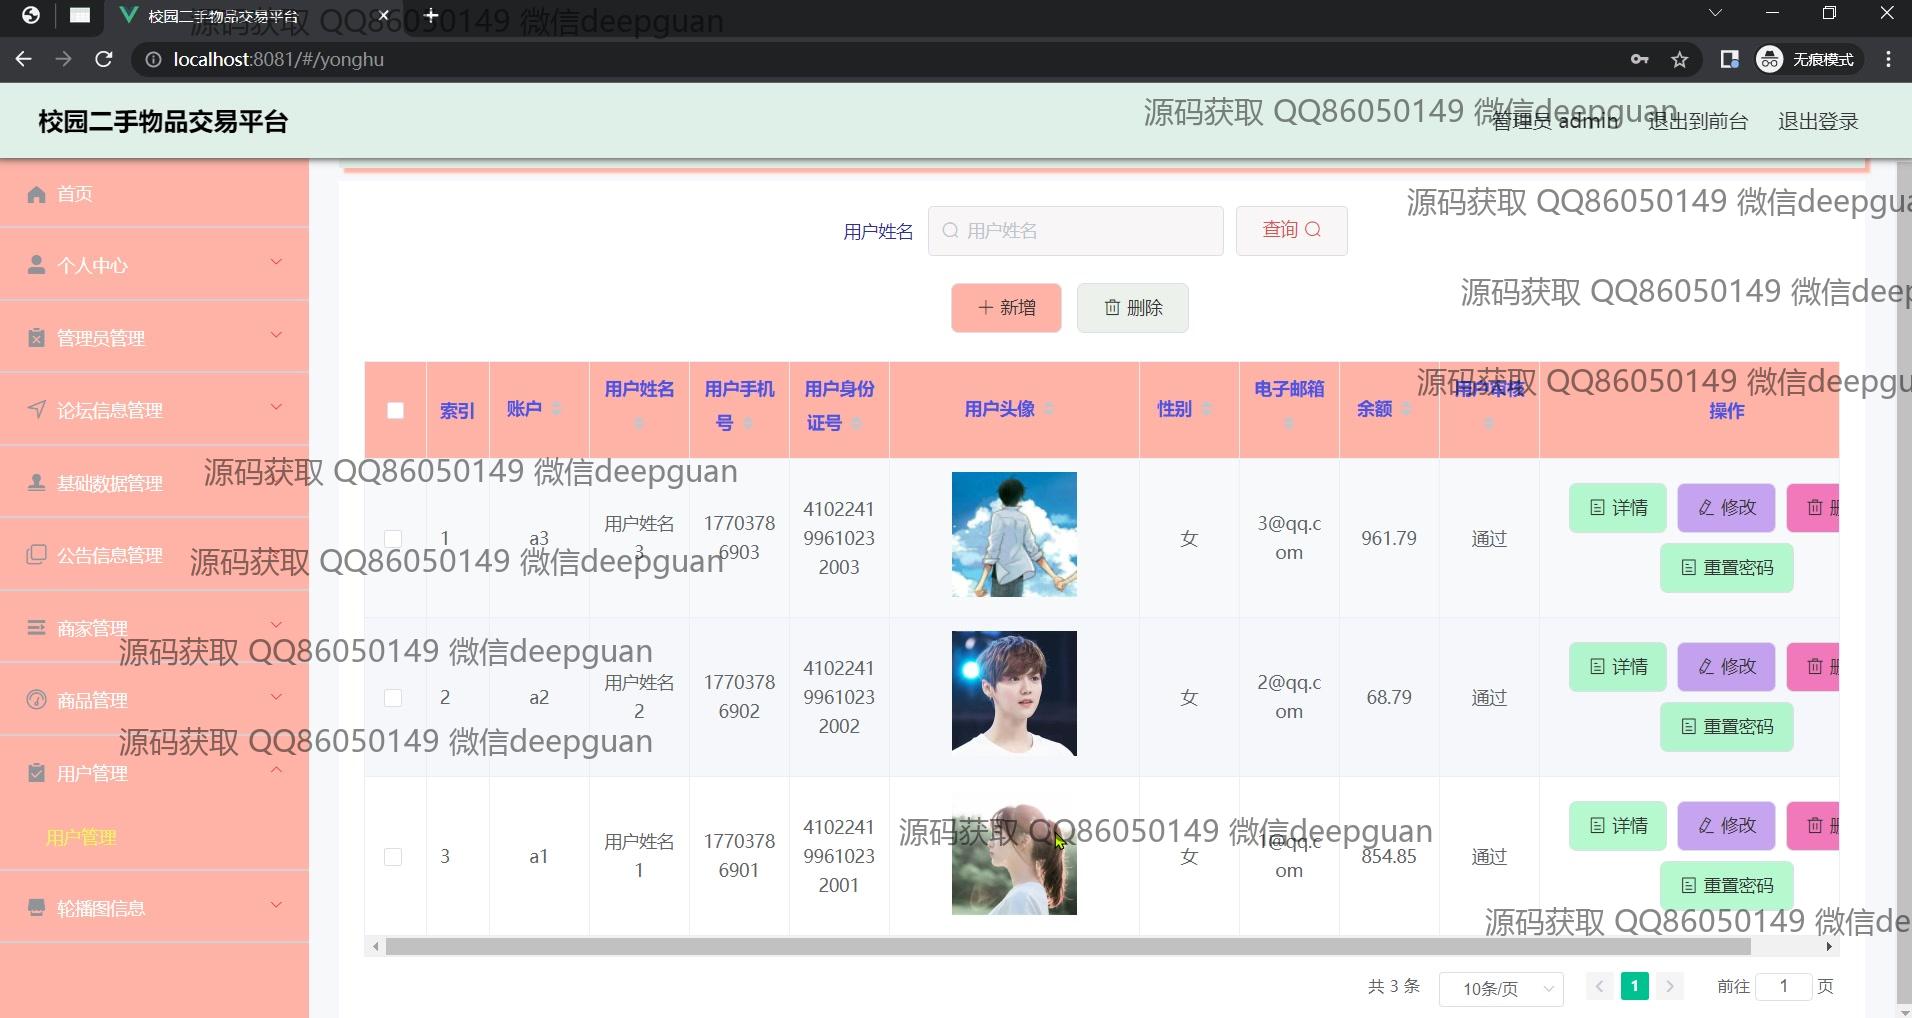 校园二手物品交易平台
源码获取 QQ86050149 微信deepguan
localhost:8081/#/yonghu
无痕模式
校园二手物品交易平台
源码获取 QQ86050149 微信deepguan
管理员 admin 退出到前台 退出登录
首页
个人中心
管理员管理
论坛信息管理
基础数据管理
公告信息管理
商家管理
商品管理
用户管理
用户管理
轮播图信息
源码获取 QQ86050149 微信deepgua
用户姓名 用户姓名 查询
源码获取 QQ86050149 微信deep
新增 删除
源码获取 QQ86050149 微信deepgu
索引 账户 用户姓名 用户手机号 用户身份证号 用户头像 性别 电子邮箱 余额 用户审核 操作
源码获取 QQ86050149 微信deepguan
1 a3 用户姓名3 17703786903 410224199610232003 女 3@qq.com 961.79 通过 详情 修改 删
重置密码
源码获取 QQ86050149 微信deepguan
源码获取 QQ86050149 微信deepguan
2 a2 用户姓名2 17703786902 410224199610232002 女 2@qq.com 68.79 通过 详情 修改 删
重置密码
源码获取 QQ86050149 微信deepguan
源码获取 QQ86050149 微信deepguan
3 a1 用户姓名1 17703786901 410224199610232001 女 1@qq.com 854.85 通过 详情 修改 删
重置密码
源码获取 QQ86050149 微信de
共 3 条 10条/页 1 前往 1 页